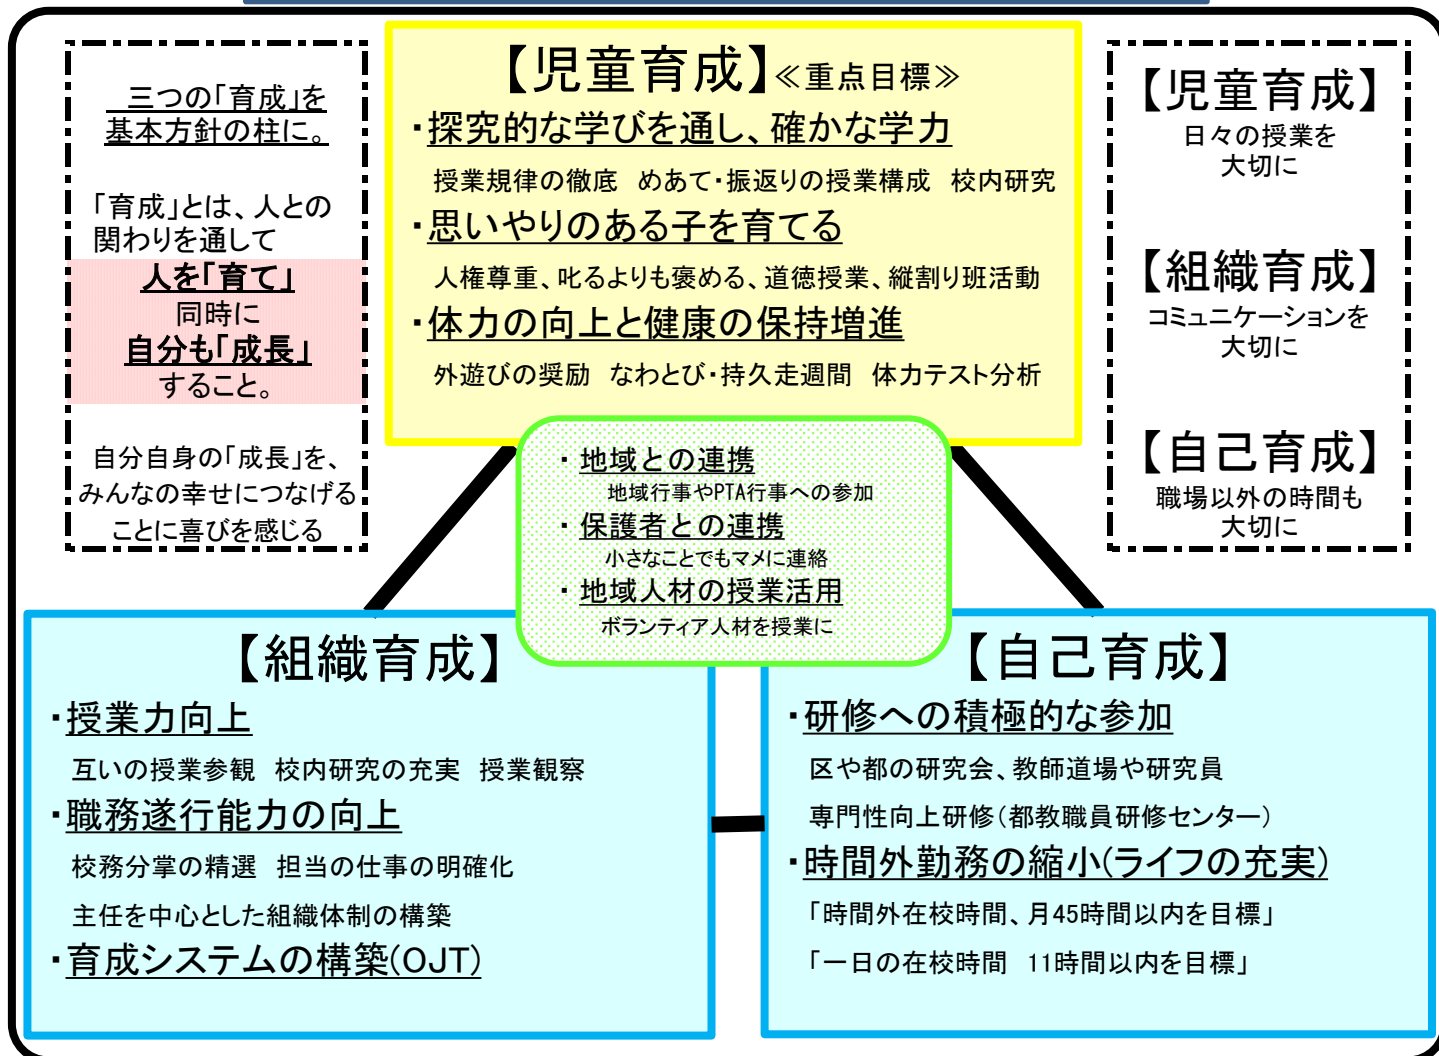 三つの「育成」を
基本方針の柱に。
「育成」とは、人との
関わりを通して
人を「育て」
同時に
自分も「成長」
すること。
自分自身の「成長」を、
みんなの幸せにつなげる
ことに喜びを感じる
【児童育成】≪重点目標≫
・探究的な学びを通し、確かな学力
授業規律の徹底　めあて・振返りの授業構成　校内研究
・思いやりのある子を育てる
人権尊重、叱るよりも褒める、道徳授業、縦割り班活動
・体力の向上と健康の保持増進
外遊びの奨励　なわとび・持久走週間　体力テスト分析
【児童育成】
日々の授業を
大切に
【組織育成】
コミュニケーションを
大切に
【自己育成】
職場以外の時間も
大切に
・地域との連携
地域行事やPTA行事への参加
・保護者との連携
小さなことでもマメに連絡
・地域人材の授業活用
ボランティア人材を授業に
【組織育成】
・授業力向上
互いの授業参観　校内研究の充実　授業観察
・職務遂行能力の向上
校務分掌の精選　担当の仕事の明確化
主任を中心とした組織体制の構築
・育成システムの構築(OJT)
【自己育成】
・研修への積極的な参加
区や都の研究会、教師道場や研究員
専門性向上研修（都教職員研修センター）
・時間外勤務の縮小(ライフの充実)
「時間外在校時間、月45時間以内を目標」
「一日の在校時間　11時間以内を目標」